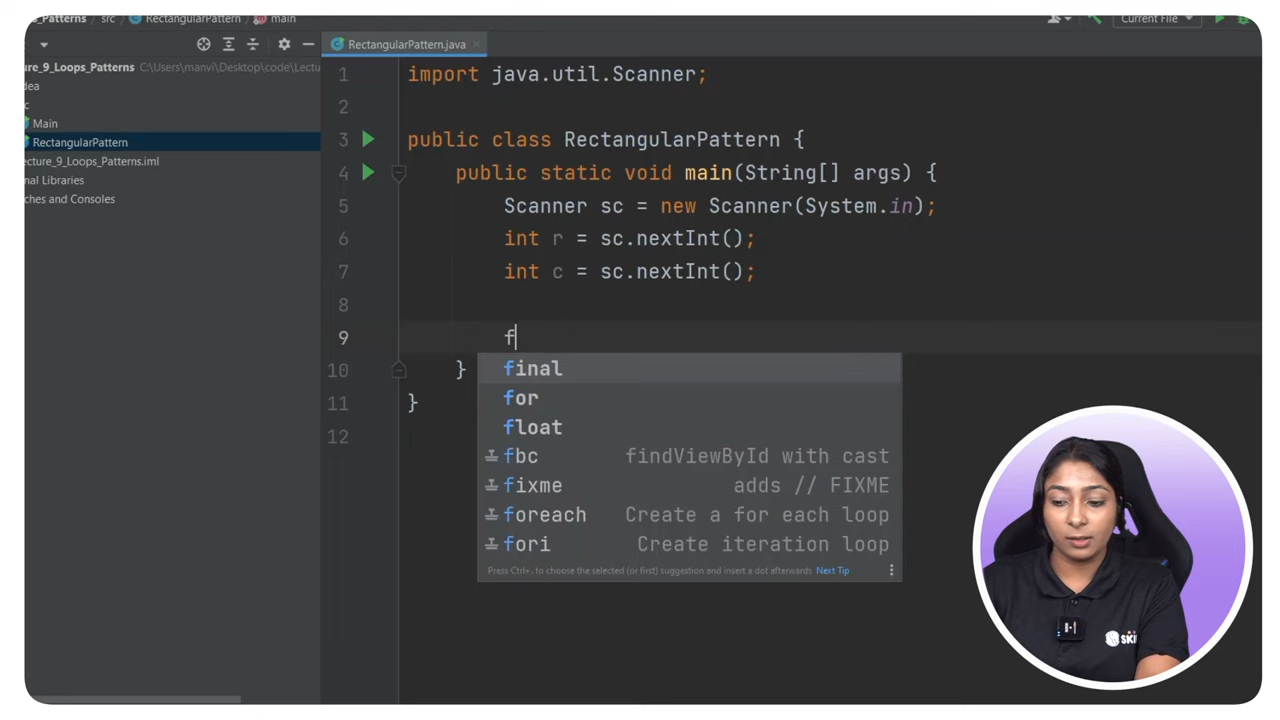 s_Patterns src RectangularPattern main
Current File
RectangularPattern.java
ure_9_Loops_Patterns C:\Users\manvi\Desktop\code\Lectu
dea
c
Main
RectangularPattern
ecture_9_Loops_Patterns.iml
nal Libraries
ches and Consoles
1 import java.util.Scanner;
2
3 public class RectangularPattern {
4 public static void main(String[] args) {
5 Scanner sc = new Scanner(System.in);
6 int r = sc.nextInt();
7 int c = sc.nextInt();
8
9 f
10 }
11 }
12
final
for
float
fbc findViewById with cast
fixme adds // FIXME
foreach Create a for each loop
fori Create iteration loop
Press Ctrl+. to choose the selected (or first) suggestion and insert a dot afterwards Next Tip
SKI